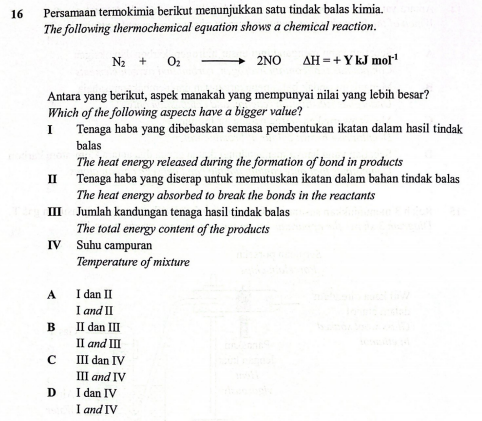 16 Persamaan termokimia berikut menunjukkan satu tindak balas kimia.
The following thermochemical equation shows a chemical reaction.
N₂ + O₂ ⟶ 2NO ΔH = + Y kJ mol⁻¹
Antara yang berikut, aspek manakah yang mempunyai nilai yang lebih besar?
Which of the following aspects have a bigger value?
I Tenaga haba yang dibebaskan semasa pembentukan ikatan dalam hasil tindak
balas
The heat energy released during the formation of bond in products
II Tenaga haba yang diserap untuk memutuskan ikatan dalam bahan tindak balas
The heat energy absorbed to break the bonds in the reactants
III Jumlah kandungan tenaga hasil tindak balas
The total energy content of the products
IV Suhu campuran
Temperature of mixture
A I dan II
I and II
B II dan III
II and III
C III dan IV
III and IV
D I dan IV
I and IV